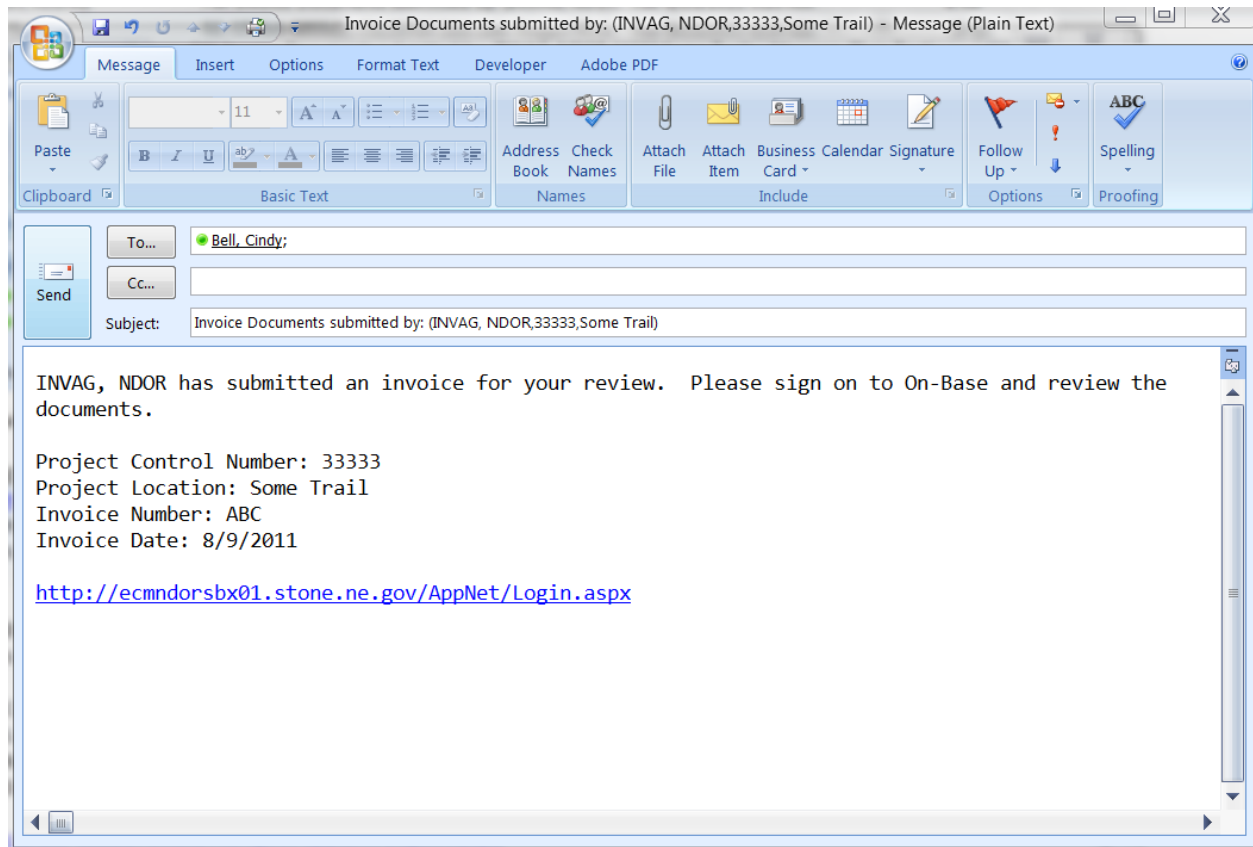 Invoice Documents submitted by: (INVAG, NDOR,33333,Some Trail) - Message (Plain Text)
Message Insert Options Format Text Developer Adobe PDF
11 A A ABC
Paste B I U ab A Address Book Check Names Attach File Attach Item Business Card Calendar Signature Follow Up Spelling
Clipboard Basic Text Names Include Options Proofing
To... Bell, Cindy;
Cc...
Send
Subject: Invoice Documents submitted by: (INVAG, NDOR,33333,Some Trail)
INVAG, NDOR has submitted an invoice for your review.  Please sign on to On-Base and review the
documents.
Project Control Number: 33333
Project Location: Some Trail
Invoice Number: ABC
Invoice Date: 8/9/2011
http://ecmndorsbx01.stone.ne.gov/AppNet/Login.aspx